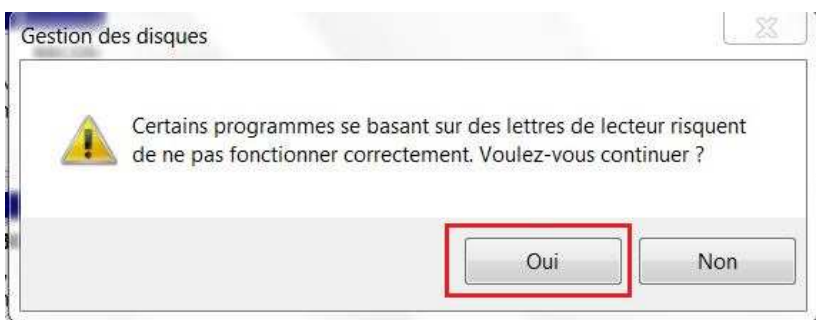 Gestion des disques
Certains programmes se basant sur des lettres de lecteur risquent
de ne pas fonctionner correctement. Voulez-vous continuer ?
Oui Non